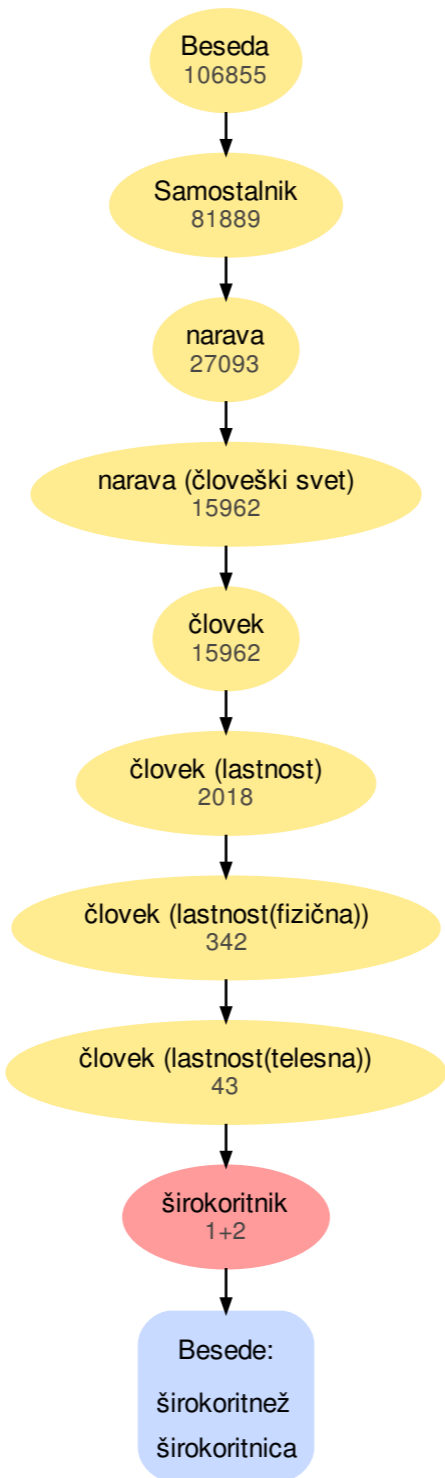 Beseda
106855
Samostalnik
81889
narava
27093
narava (človeški svet)
15962
človek
15962
človek (lastnost)
2018
človek (lastnost(fizična))
342
človek (lastnost(telesna))
43
širokoritnik
1+2
Besede:
širokoritnež
širokoritnica